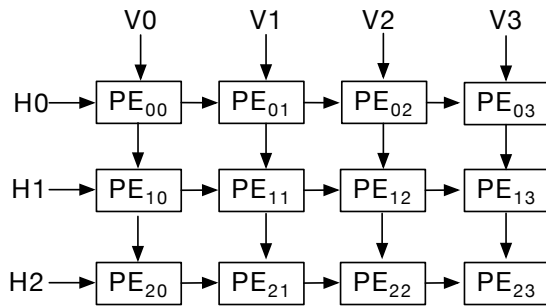 V0 V1 V2 V3
H0 PE₀₀ PE₀₁ PE₀₂ PE₀₃
H1 PE₁₀ PE₁₁ PE₁₂ PE₁₃
H2 PE₂₀ PE₂₁ PE₂₂ PE₂₃